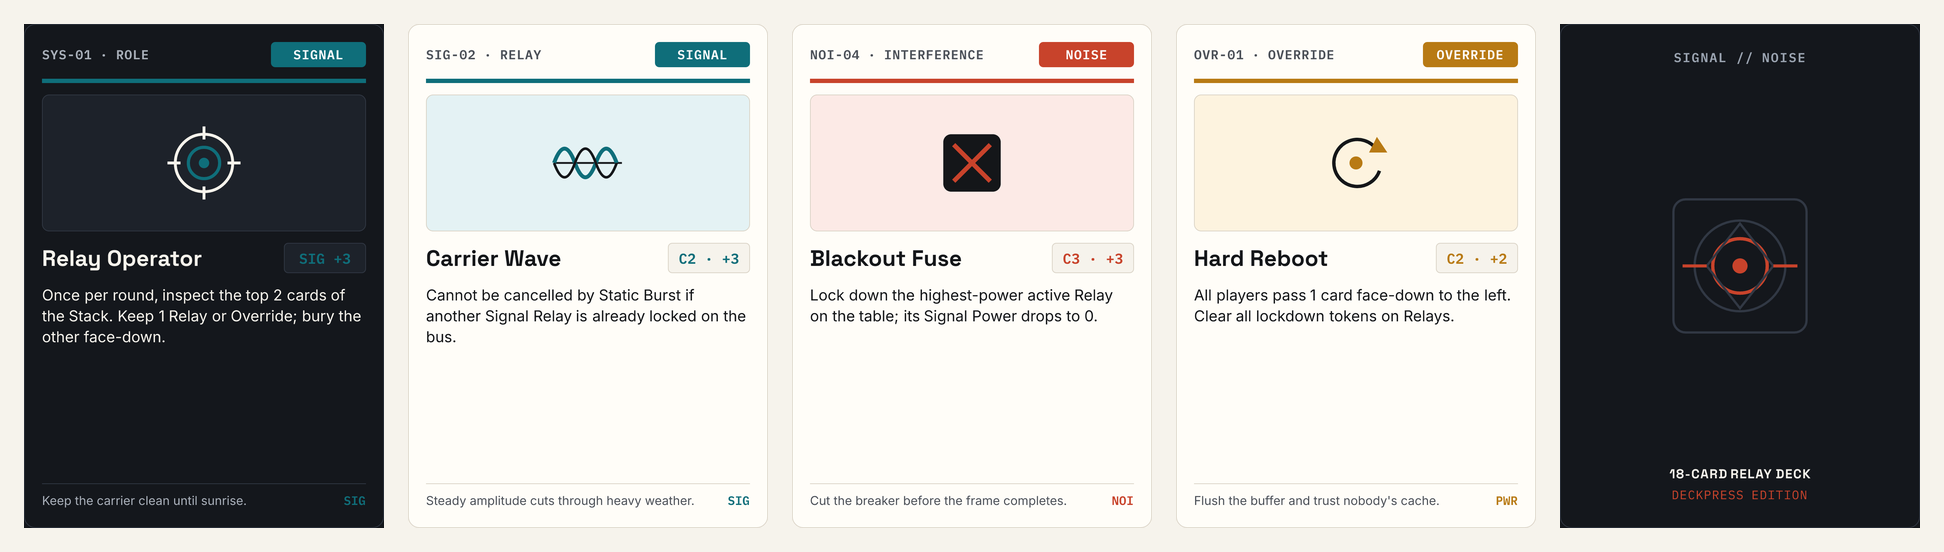 SYS-01 · ROLE
SIGNAL
Relay Operator
SIG +3
Once per round, inspect the top 2 cards of
the Stack. Keep 1 Relay or Override; bury the
other face-down.
Keep the carrier clean until sunrise.
SIG
SIG-02 · RELAY
SIGNAL
Carrier Wave
C2 · +3
Cannot be cancelled by Static Burst if
another Signal Relay is already locked on the
bus.
Steady amplitude cuts through heavy weather.
SIG
NOI-04 · INTERFERENCE
NOISE
Blackout Fuse
C3 · +3
Lock down the highest-power active Relay
on the table; its Signal Power drops to 0.
Cut the breaker before the frame completes.
NOI
OVR-01 · OVERRIDE
OVERRIDE
Hard Reboot
C2 · +2
All players pass 1 card face-down to the left.
Clear all lockdown tokens on Relays.
Flush the buffer and trust nobody's cache.
PWR
SIGNAL // NOISE
18-CARD RELAY DECK
DECKPRESS EDITION